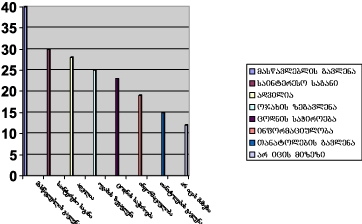 40
35
30
25
20
15
10
5
0
მასწავლებლის გავლენა
საინტერესო საგანი
ადვილია
ოჯახის ზეგავლენა
ცოდნის საჭიროება
ინფორმაციულობა
თანატოლების გავლენა
არ იცის მიზეზი